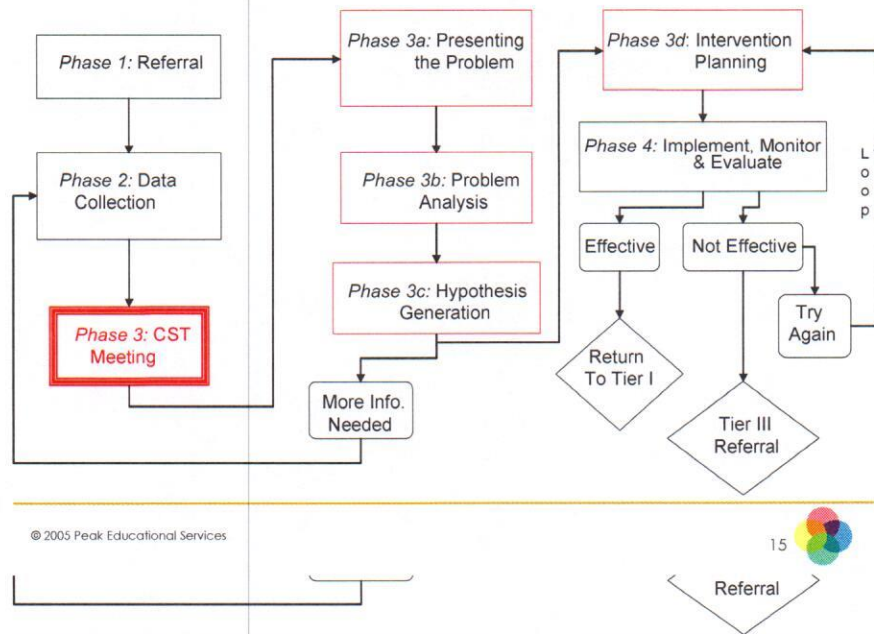 Phase 1: Referral
Phase 2: Data
Collection
Phase 3: CST
Meeting
Phase 3a: Presenting
the Problem
Phase 3b: Problem
Analysis
Phase 3c: Hypothesis
Generation
More Info.
Needed
Phase 3d: Intervention
Planning
Phase 4: Implement, Monitor
& Evaluate
Effective
Not Effective
Return
To Tier I
Tier III
Referral
Try
Again
L
o
o
p
© 2005 Peak Educational Services
15
Referral